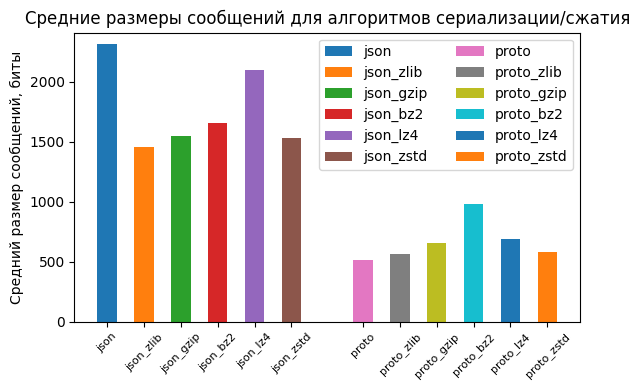 Средние размеры сообщений для алгоритмов сериализации/сжатия
Средний размер сообщений, биты
2000
1500
1000
500
0
json
json_zlib
json_gzip
json_bz2
json_lz4
json_zstd
proto
proto_zlib
proto_gzip
proto_bz2
proto_lz4
proto_zstd
json
json_zlib
json_gzip
json_bz2
json_lz4
json_zstd
proto
proto_zlib
proto_gzip
proto_bz2
proto_lz4
proto_zstd